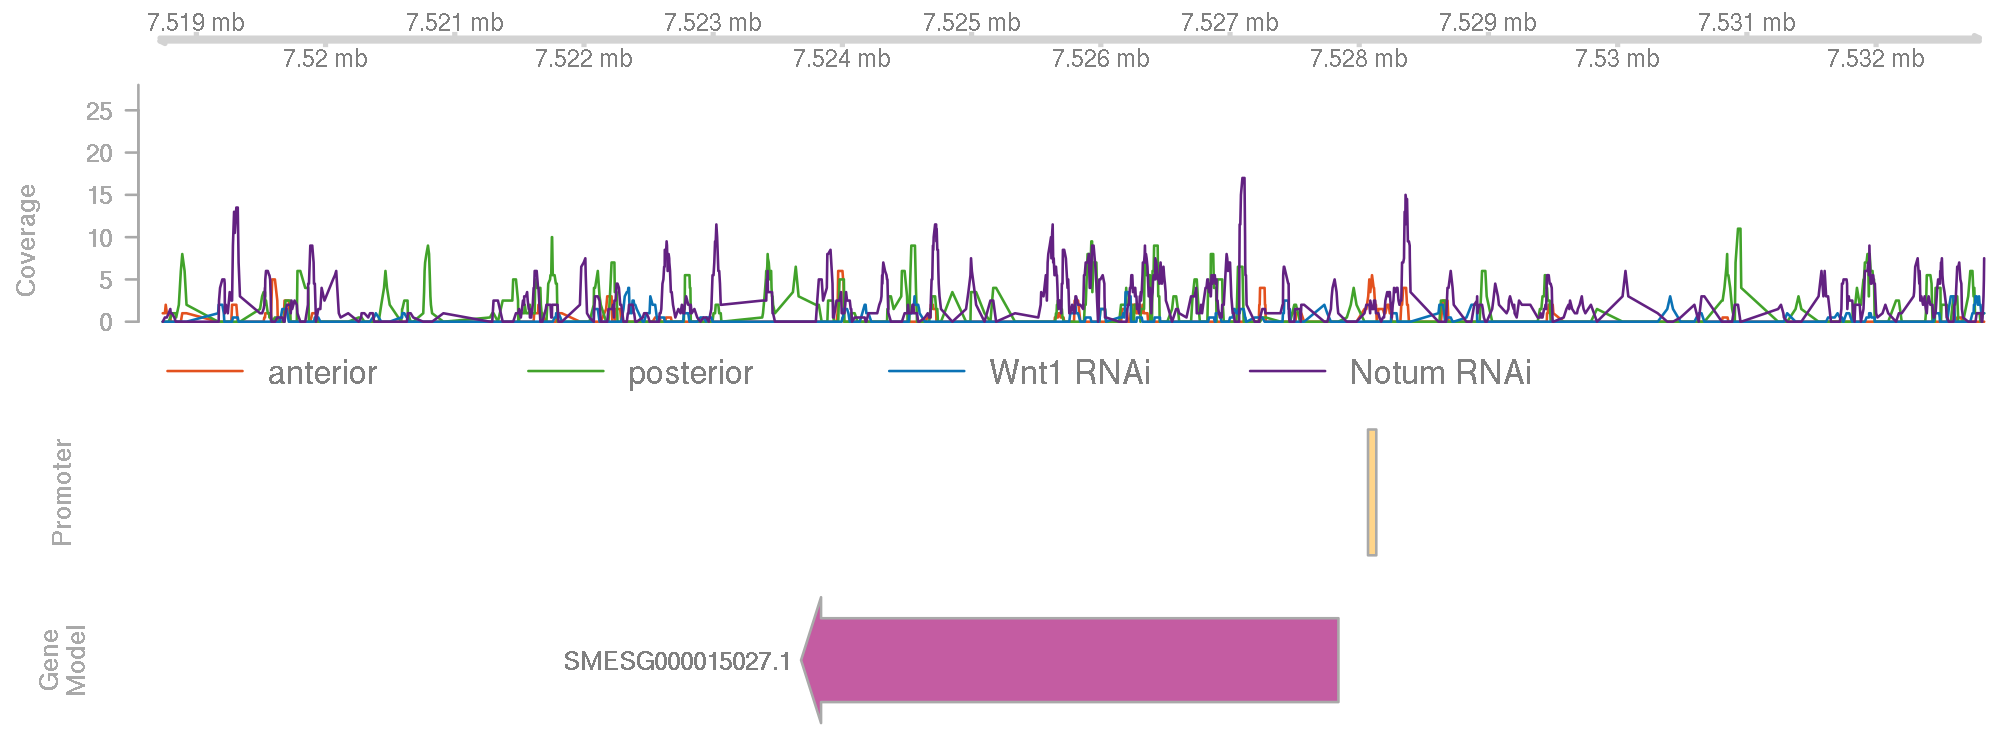 7.519 mb 7.521 mb 7.523 mb 7.525 mb 7.527 mb 7.529 mb 7.531 mb
7.52 mb 7.522 mb 7.524 mb 7.526 mb 7.528 mb 7.53 mb 7.532 mb
Coverage
25
20
15
10
5
0
anterior posterior Wnt1 RNAi Notum RNAi
Promoter
Gene
Model
SMESG000015027.1